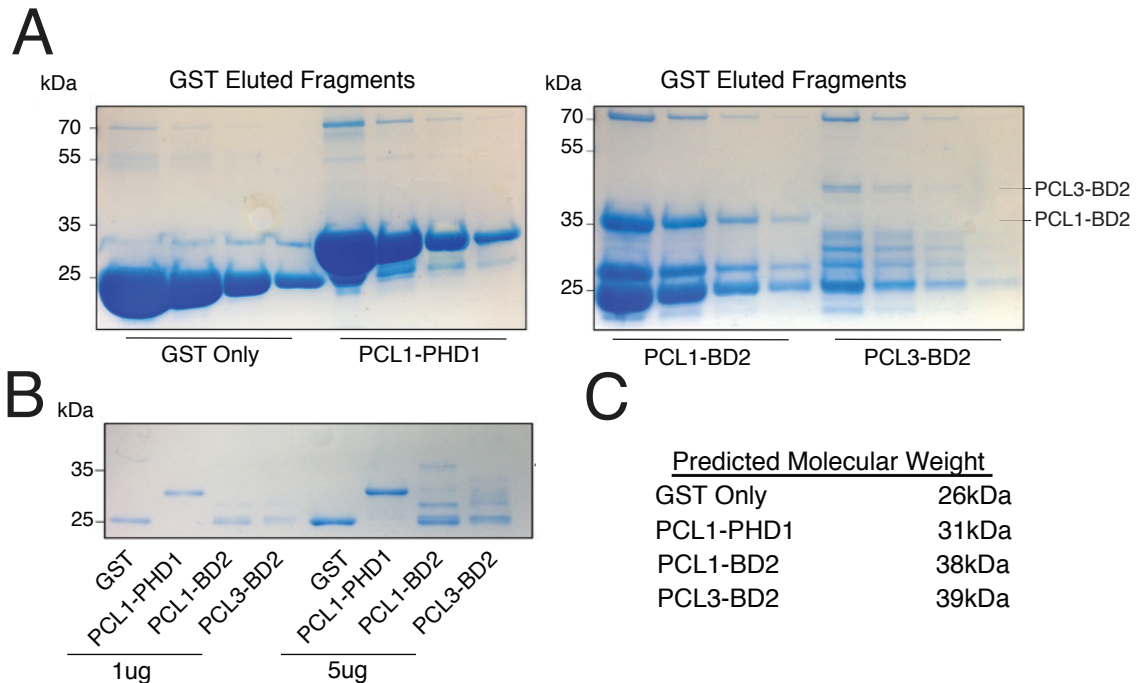 A
GST Eluted Fragments
kDa
70
55
35
25
GST Only
PCL1-PHD1
GST Eluted Fragments
kDa
70
55
35
25
PCL3-BD2
PCL1-BD2
PCL1-BD2
PCL3-BD2
B
kDa
35
25
GST
PCL1-PHD1
PCL1-BD2
PCL3-BD2
GST
PCL1-PHD1
PCL1-BD2
PCL3-BD2
1ug
5ug
C
Predicted Molecular Weight
GST Only 26kDa
PCL1-PHD1 31kDa
PCL1-BD2 38kDa
PCL3-BD2 39kDa